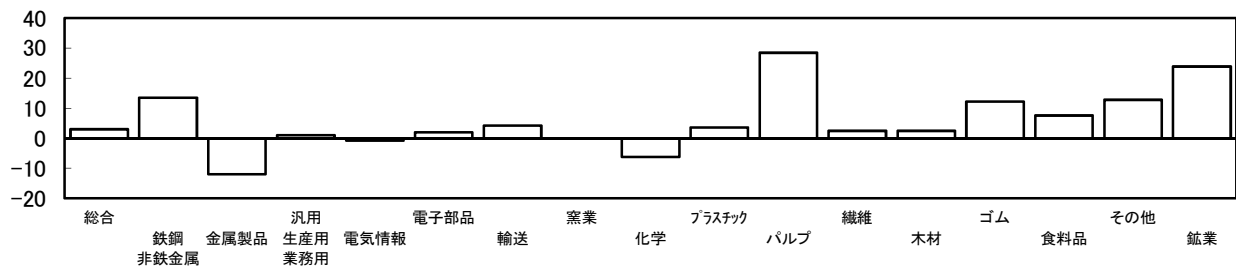 40
30
20
10
0
-10
-20
総合
鉄鋼
非鉄金属
金属製品
汎用
生産用
業務用
電気情報
電子部品
輸送
窯業
化学
ﾌﾟﾗｽﾁｯｸ
パルプ
繊維
木材
ゴム
食料品
その他
鉱業